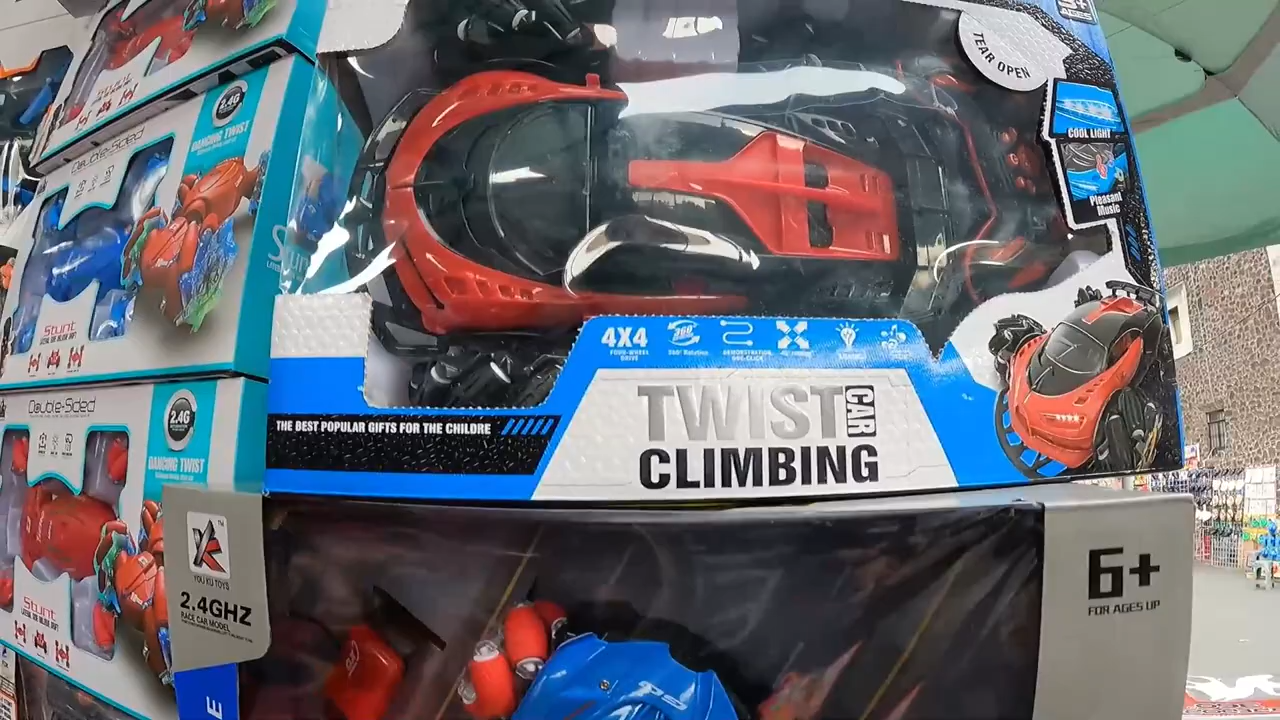 TEAR OPEN
COOL LIGHT
Pleasant
Music
4X4
FOUR-WHEEL
DRIVE
360° Rotation
DEMONSTRATION
TWIST
CAR
CLIMBING
THE BEST POPULAR GIFTS FOR THE CHILDRE
2.4G
DANCING TWIST
Double-Sided
Stunt
Double-Sided
2.4G
DANCING TWIST
Stunt
YOU KU TOYS
2.4GHZ
RACE CAR MODEL
6+
FOR AGES UP
E